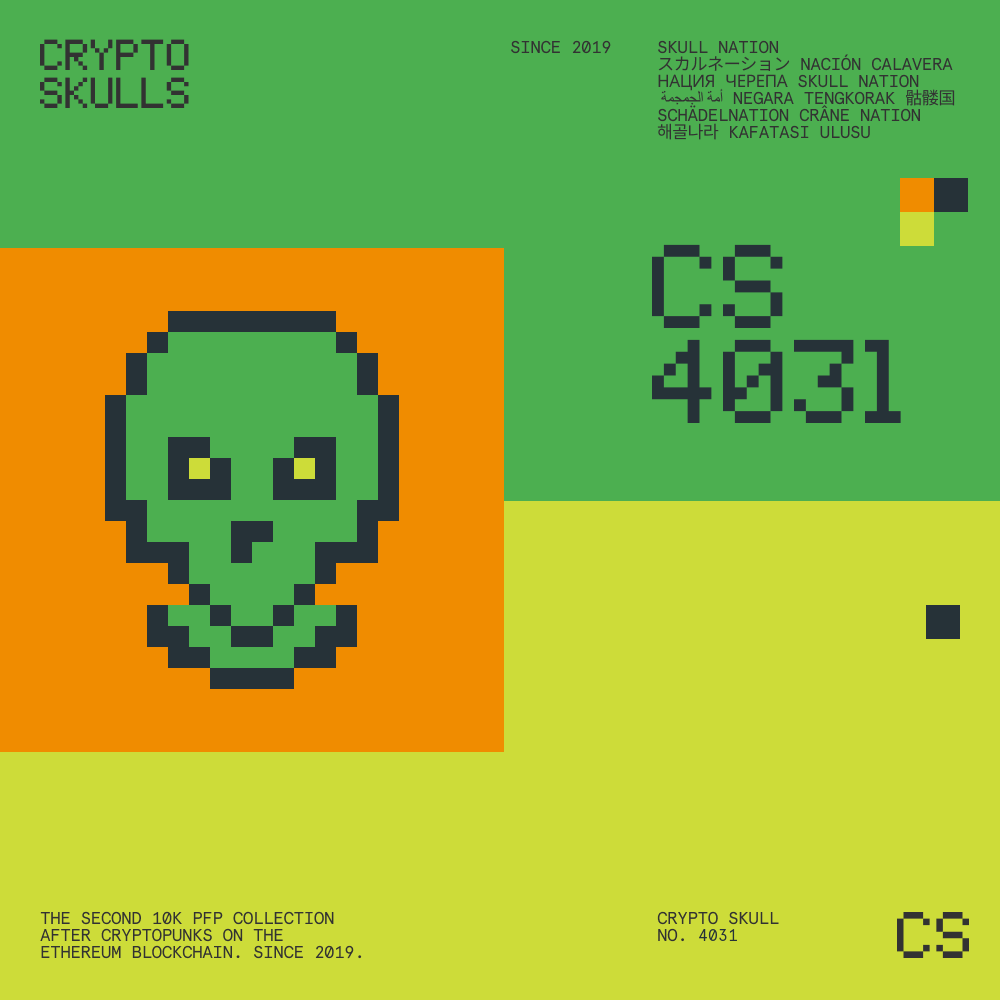 CRYPTO
SKULLS
SINCE 2019
SKULL NATION
スカルネーション NACIÓN CALAVERA
НАЦИЯ ЧЕРЕПА SKULL NATION
أمة الجمجمة NEGARA TENGKORAK 骷髅国
SCHÄDELNATION CRÂNE NATION
해골나라 KAFATASI ULUSU
CS
4031
THE SECOND 10K PFP COLLECTION
AFTER CRYPTOPUNKS ON THE
ETHEREUM BLOCKCHAIN. SINCE 2019.
CRYPTO SKULL
NO. 4031
CS